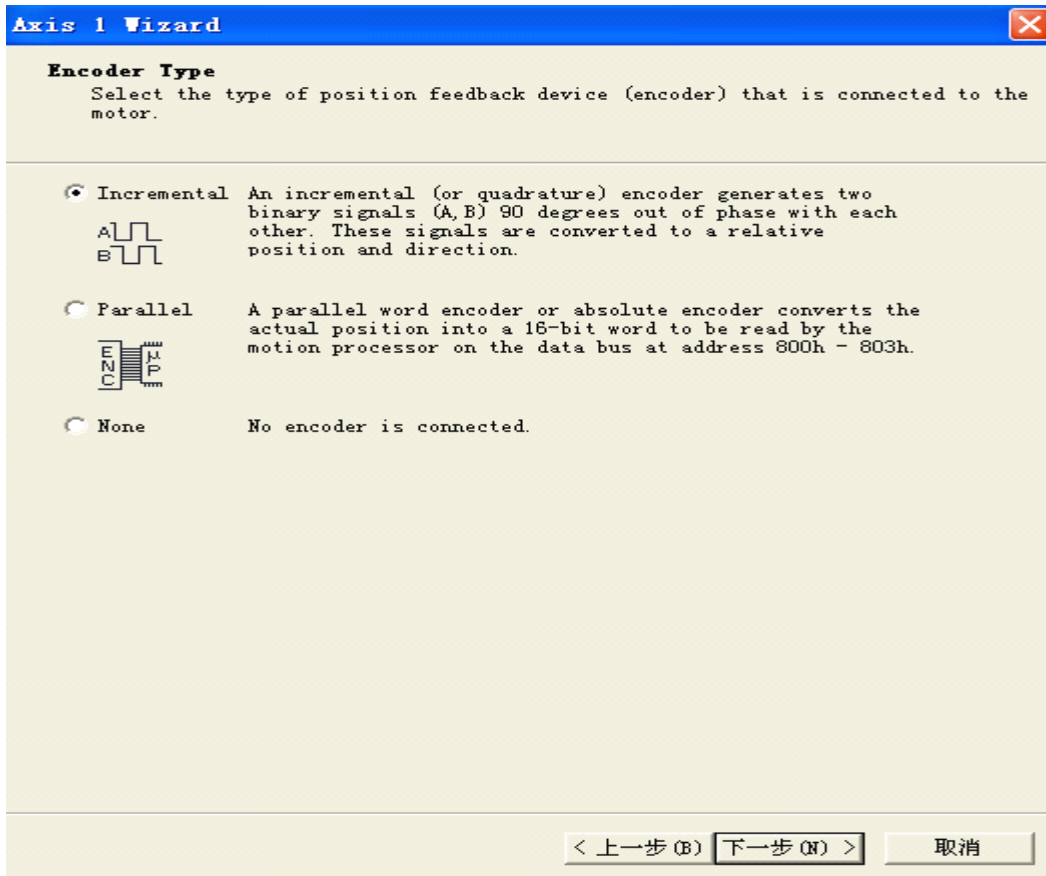 Axis 1 Wizard
Encoder Type
Select the type of position feedback device (encoder) that is connected to the
motor.
Incremental An incremental (or quadrature) encoder generates two
binary signals (A,B) 90 degrees out of phase with each
other. These signals are converted to a relative
position and direction.
A
B
Parallel A parallel word encoder or absolute encoder converts the
actual position into a 16-bit word to be read by the
motion processor on the data bus at address 800h - 803h.
ENC µP
None No encoder is connected.
< 上一步(B) 下一步(N) > 取消